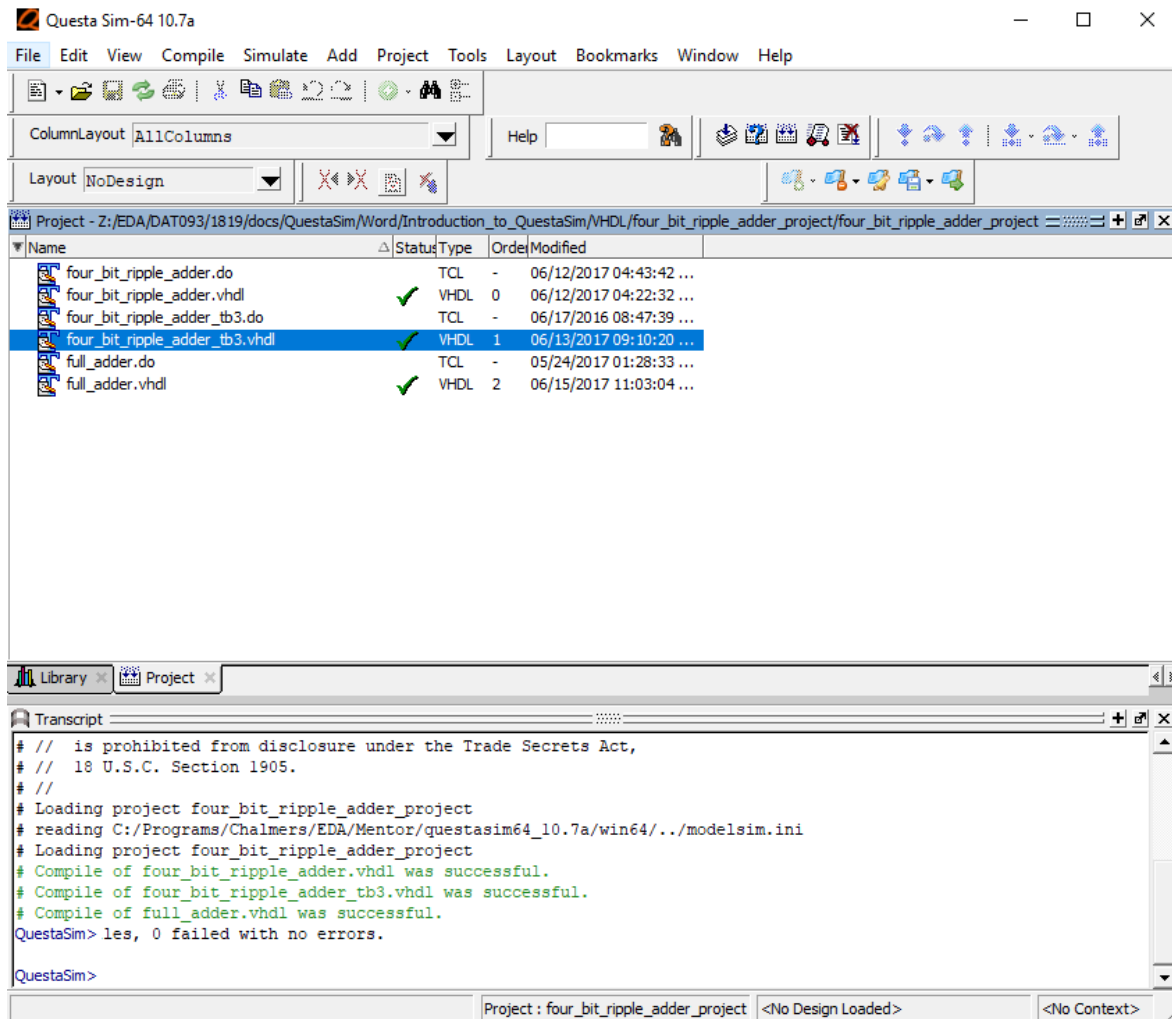 Questa Sim-64 10.7a
File Edit View Compile Simulate Add Project Tools Layout Bookmarks Window Help
ColumnLayout AllColumns
Help
Layout NoDesign
Project - Z:/EDA/DAT093/1819/docs/QuestaSim/Word/Introduction_to_QuestaSim/VHDL/four_bit_ripple_adder_project/four_bit_ripple_adder_project
Name Status Type Order Modified
four_bit_ripple_adder.do TCL - 06/12/2017 04:43:42 ...
four_bit_ripple_adder.vhdl VHDL 0 06/12/2017 04:22:32 ...
four_bit_ripple_adder_tb3.do TCL - 06/17/2016 08:47:39 ...
four_bit_ripple_adder_tb3.vhdl VHDL 1 06/13/2017 09:10:20 ...
full_adder.do TCL - 05/24/2017 01:28:33 ...
full_adder.vhdl VHDL 2 06/15/2017 11:03:04 ...
Library Project
Transcript
# // is prohibited from disclosure under the Trade Secrets Act,
# // 18 U.S.C. Section 1905.
# //
# Loading project four_bit_ripple_adder_project
# reading C:/Programs/Chalmers/EDA/Mentor/questasim64_10.7a/win64/../modelsim.ini
# Loading project four_bit_ripple_adder_project
# Compile of four_bit_ripple_adder.vhdl was successful.
# Compile of four_bit_ripple_adder_tb3.vhdl was successful.
# Compile of full_adder.vhdl was successful.
QuestaSim> les, 0 failed with no errors.
QuestaSim>
Project : four_bit_ripple_adder_project <No Design Loaded> <No Context>